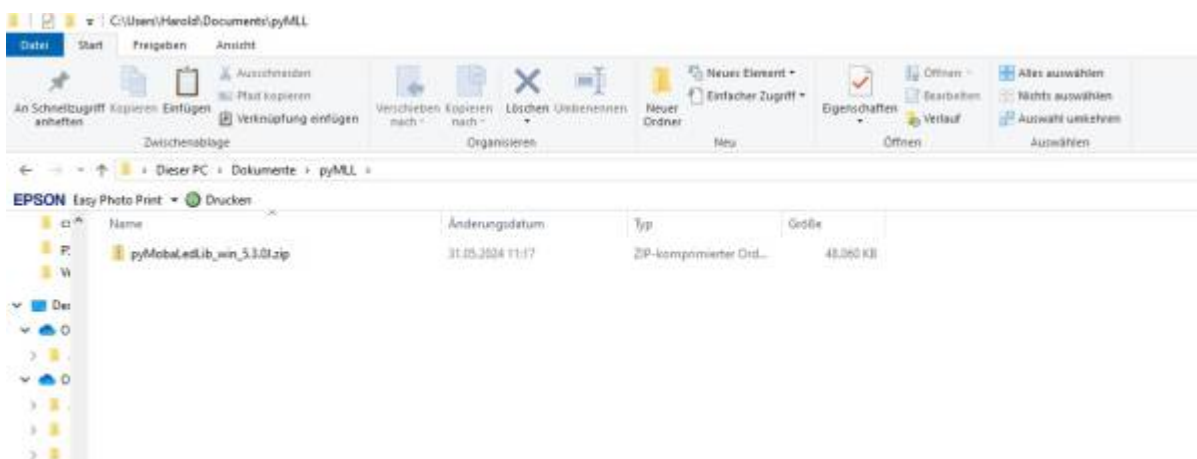 C:\Users\Harold\Documents\pyMLL
Datei Start Freigeben Ansicht
An Schnellzugriff anheften
Kopieren
Einfügen
Ausschneiden
Pfad kopieren
Verknüpfung einfügen
Zwischenablage
Verschieben nach
Kopieren nach
Löschen
Umbenennen
Organisieren
Neuer Ordner
Neues Element
Einfacher Zugriff
Neu
Eigenschaften
Öffnen
Bearbeiten
Verlauf
Öffnen
Alles auswählen
Nichts auswählen
Auswahl umkehren
Auswählen
Dieser PC › Dokumente › pyMLL ›
EPSON Easy Photo Print Drucken
Name Änderungsdatum Typ Größe
pyMobaLedLib_win_5.3.0I.zip 31.05.2024 11:17 ZIP-komprimierter Ord... 48.060 KB